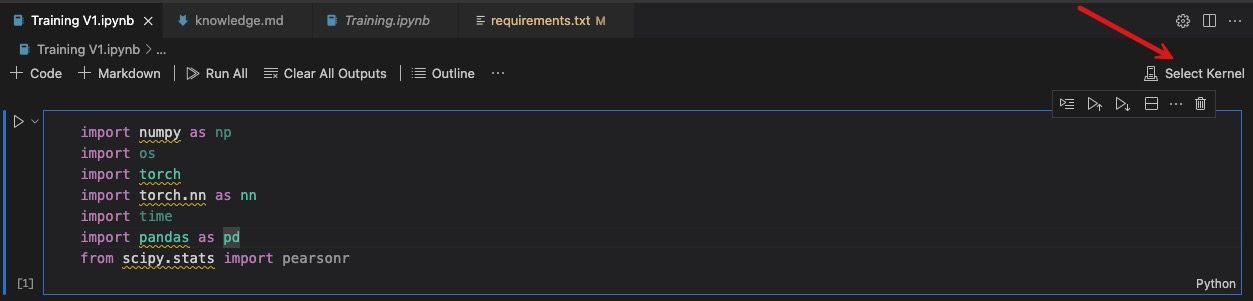 Training V1.ipynb knowledge.md Training.ipynb requirements.txt M
Training V1.ipynb > ...
Code Markdown Run All Clear All Outputs Outline ... Select Kernel
import numpy as np
import os
import torch
import torch.nn as nn
import time
import pandas as pd
from scipy.stats import pearsonr
[1] Python